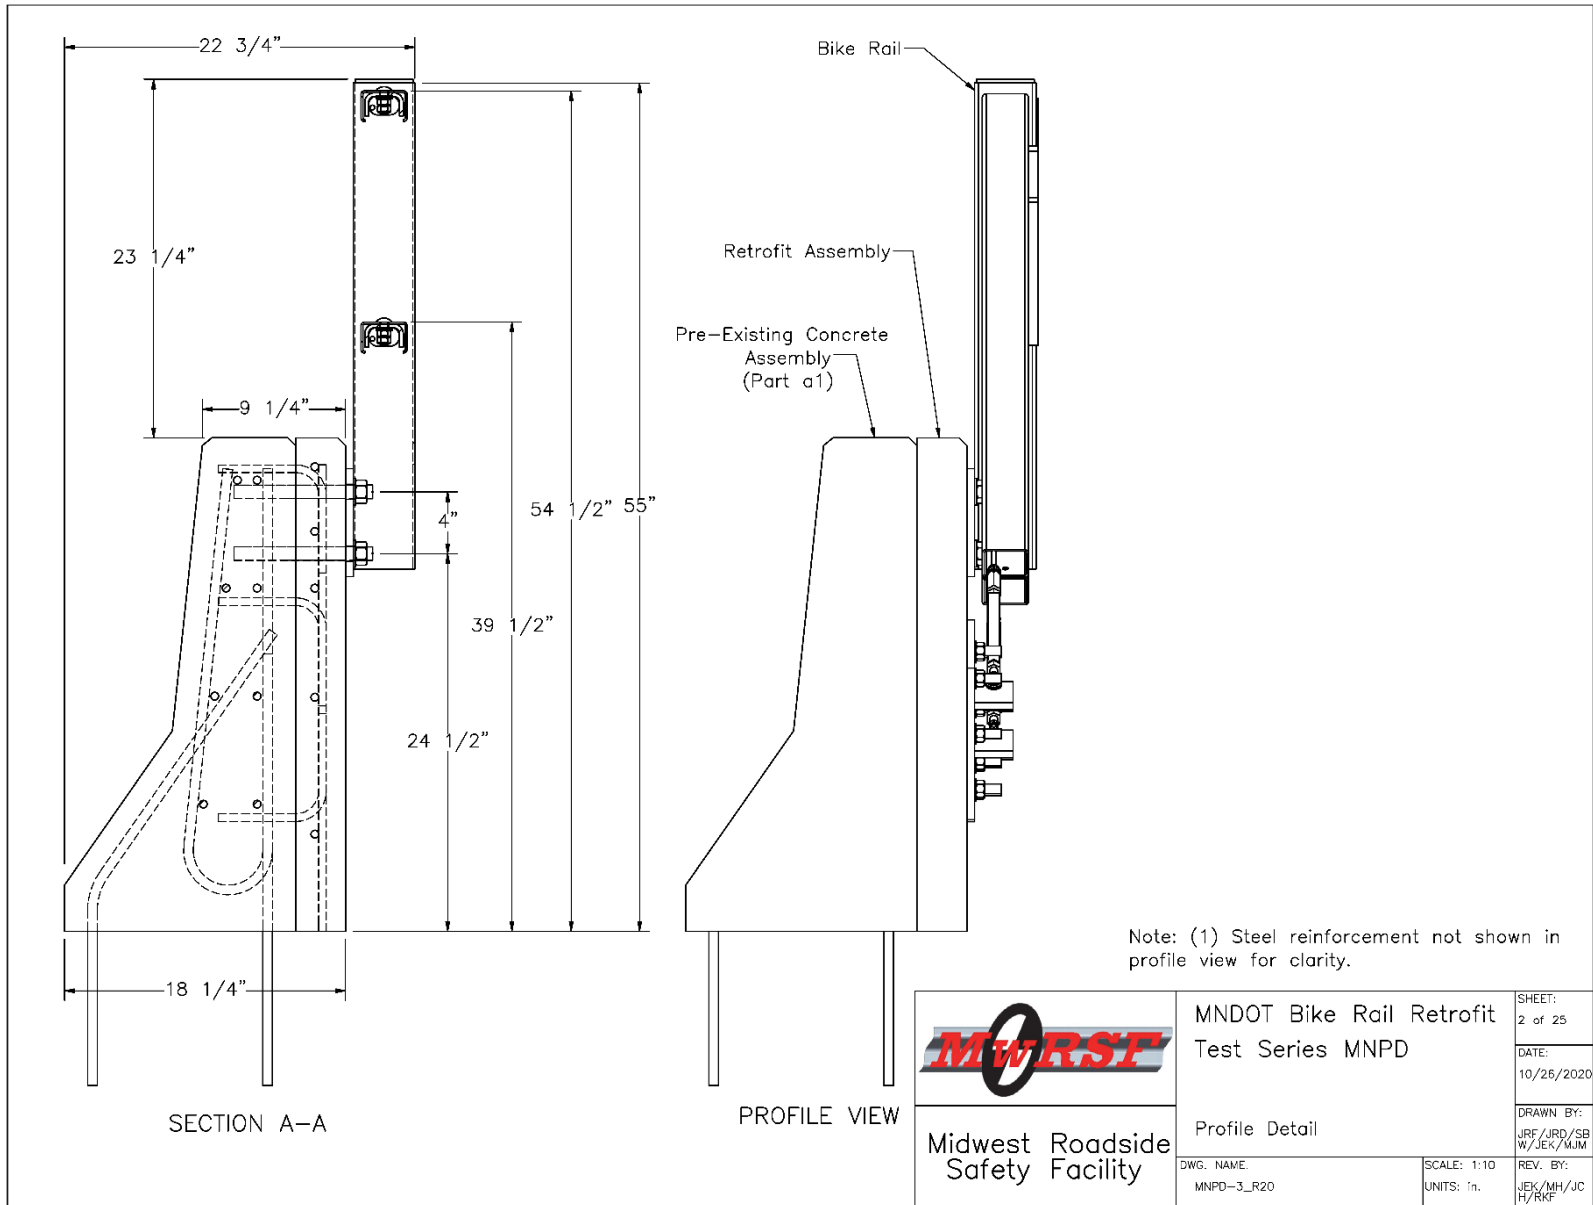 22 3/4"
23 1/4"
9 1/4"
4"
54 1/2"
55"
39 1/2"
24 1/2"
18 1/4"
SECTION A-A
Bike Rail
Retrofit Assembly
Pre-Existing Concrete
Assembly
(Part a1)
PROFILE VIEW
Note: (1) Steel reinforcement not shown in
profile view for clarity.
MwRSF
Midwest Roadside
Safety Facility
MNDOT Bike Rail Retrofit
Test Series MNPD
Profile Detail
SHEET:
2 of 25
DATE:
10/26/2020
DRAWN BY:
JRF/JRD/SB
W/JEK/MJM
DWG. NAME.
MNPD-3_R20
SCALE: 1:10
UNITS: in.
REV. BY:
JEK/MH/JC
H/RKF